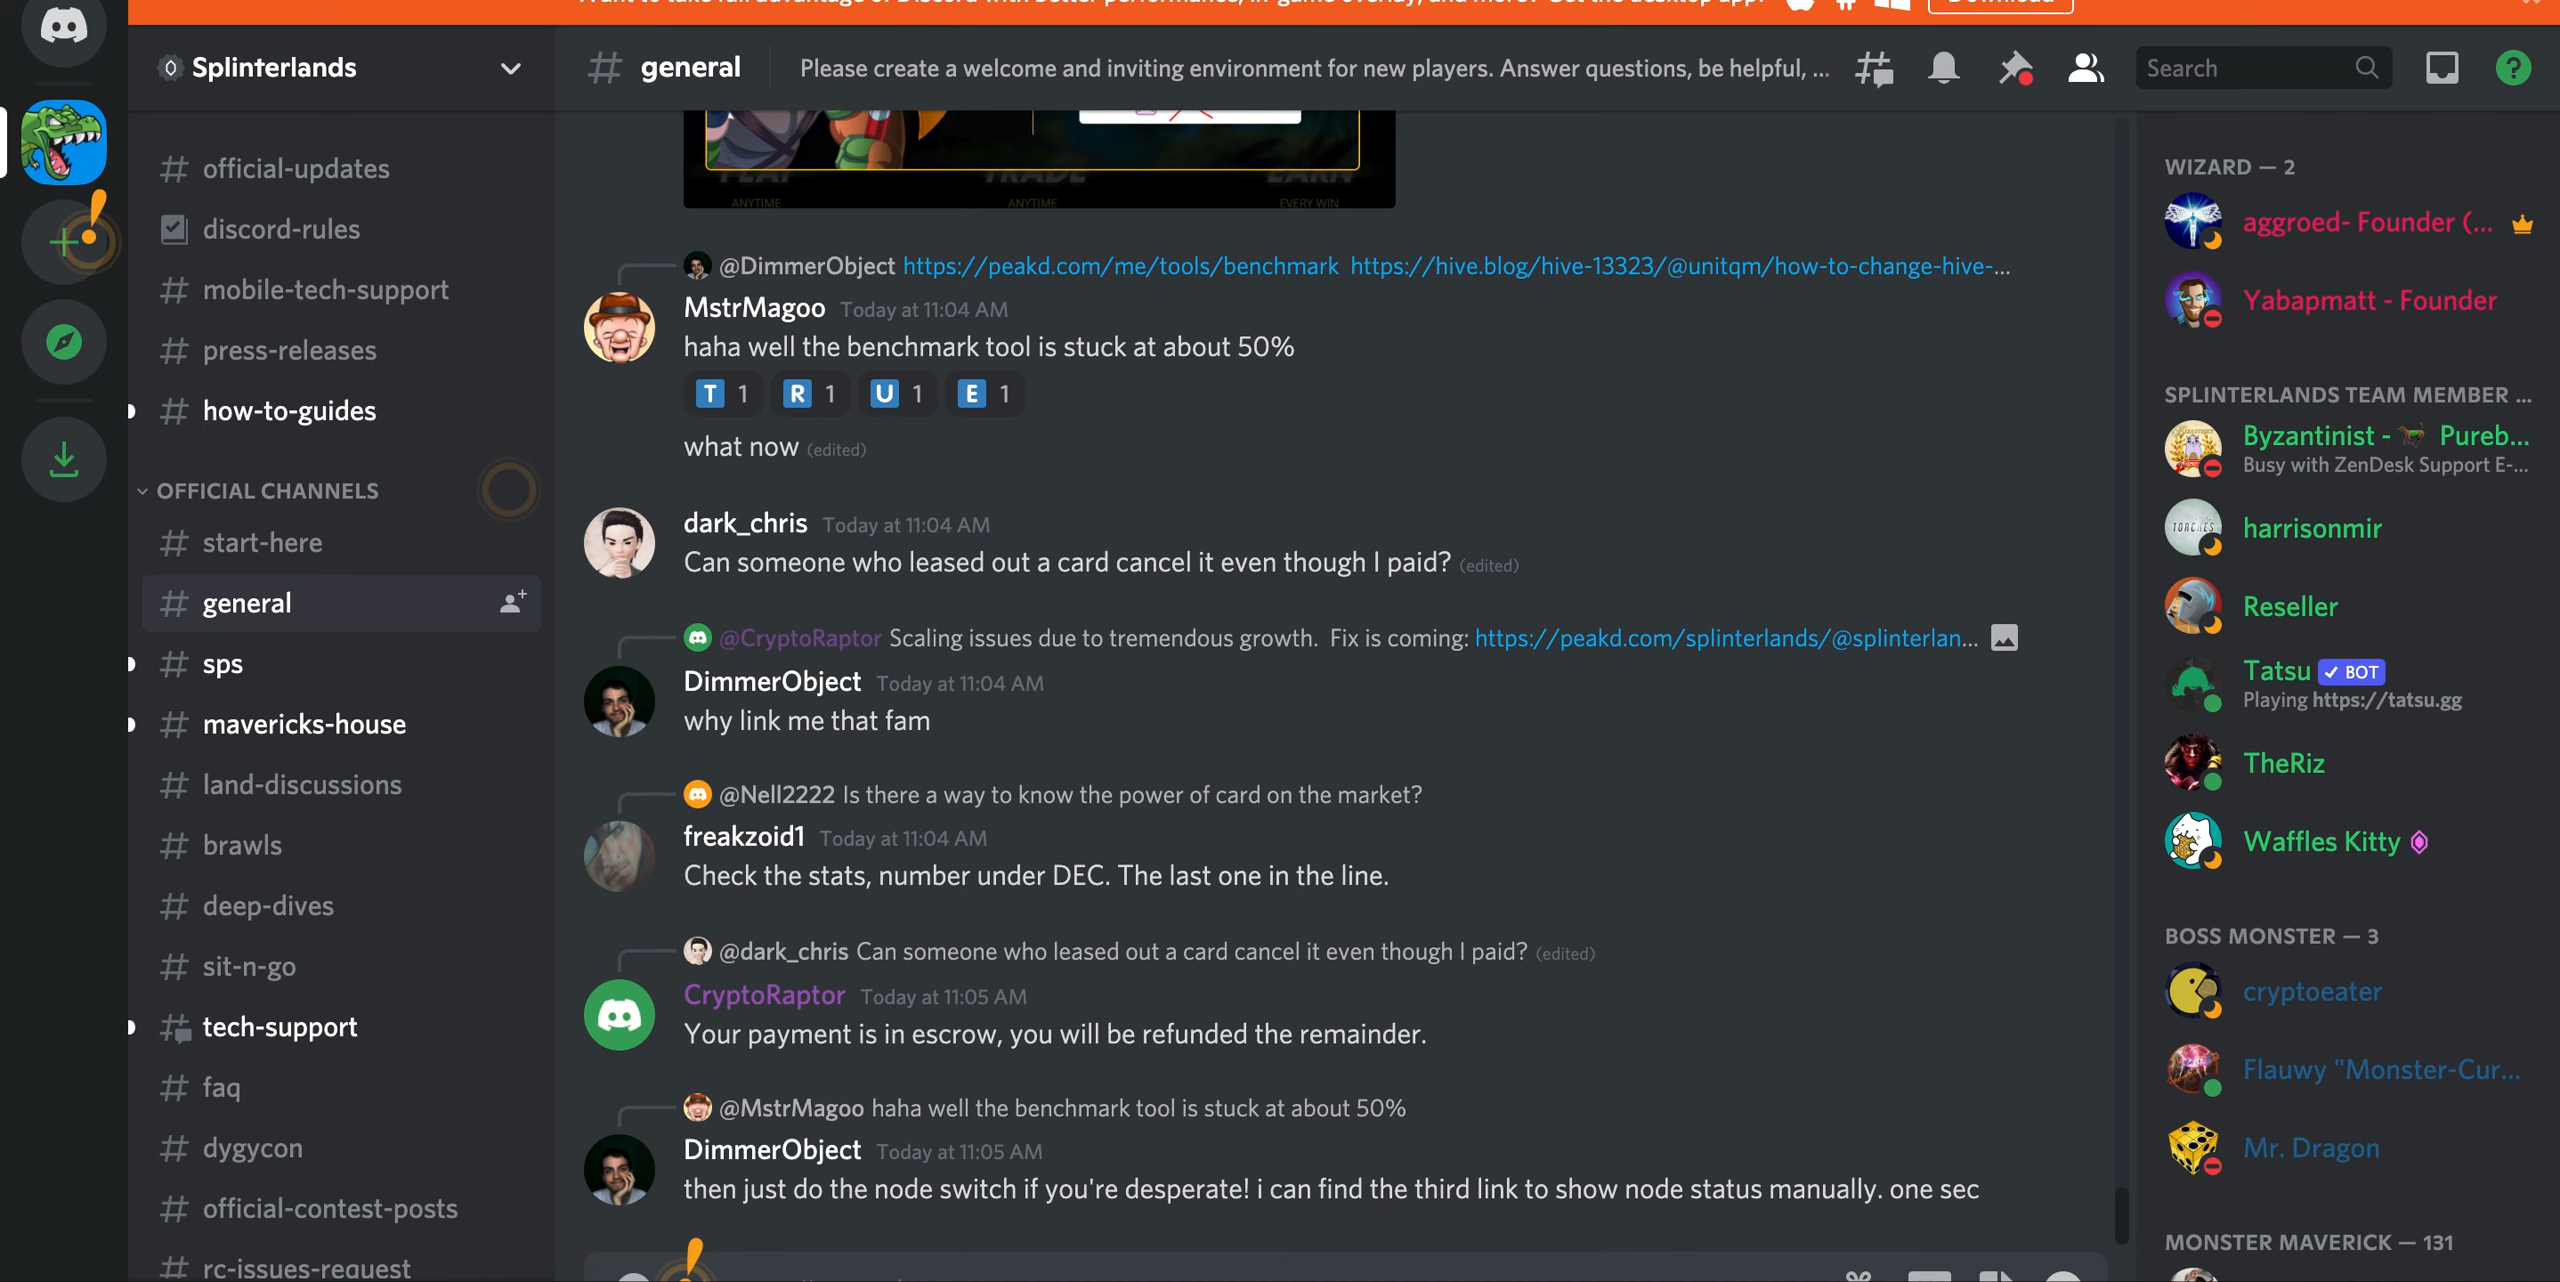 Splinterlands
official-updates
discord-rules
mobile-tech-support
press-releases
how-to-guides
OFFICIAL CHANNELS
start-here
general
sps
mavericks-house
land-discussions
brawls
deep-dives
sit-n-go
tech-support
faq
dygycon
official-contest-posts
rc-issues-request
general
Please create a welcome and inviting environment for new players. Answer questions, be helpful, ...
Search
ANYTIME ANYTIME EVERY WIN
@DimmerObject https://peakd.com/me/tools/benchmark https://hive.blog/hive-13323/@unitqm/how-to-change-hive-...
MstrMagoo Today at 11:04 AM
haha well the benchmark tool is stuck at about 50%
T 1 R 1 U 1 E 1
what now (edited)
dark_chris Today at 11:04 AM
Can someone who leased out a card cancel it even though I paid? (edited)
@CryptoRaptor Scaling issues due to tremendous growth. Fix is coming: https://peakd.com/splinterlands/@splinterlan...
DimmerObject Today at 11:04 AM
why link me that fam
@Nell2222 Is there a way to know the power of card on the market?
freakzoid1 Today at 11:04 AM
Check the stats, number under DEC. The last one in the line.
@dark_chris Can someone who leased out a card cancel it even though I paid? (edited)
CryptoRaptor Today at 11:05 AM
Your payment is in escrow, you will be refunded the remainder.
@MstrMagoo haha well the benchmark tool is stuck at about 50%
DimmerObject Today at 11:05 AM
then just do the node switch if you're desperate! i can find the third link to show node status manually. one sec
WIZARD — 2
aggroed- Founder (...
Yabapmatt - Founder
SPLINTERLANDS TEAM MEMBER ...
Byzantinist - Pureb...
Busy with ZenDesk Support E-...
harrisonmir
Reseller
Tatsu BOT
Playing https://tatsu.gg
TheRiz
Waffles Kitty
BOSS MONSTER — 3
cryptoeater
Flauwy "Monster-Cur...
Mr. Dragon
MONSTER MAVERICK — 131